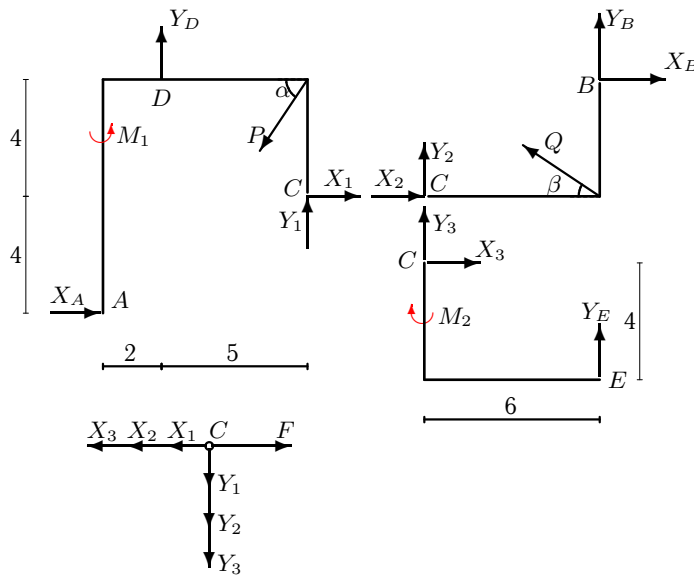 Y_D
Y_B
X_B
D
α
B
4
M_1
P
Y_2
Q
C
X_1
X_2
C
β
Y_1
Y_3
4
C
X_3
X_A
A
M_2
Y_E
4
2
5
E
6
X_3
X_2
X_1
C
F
Y_1
Y_2
Y_3